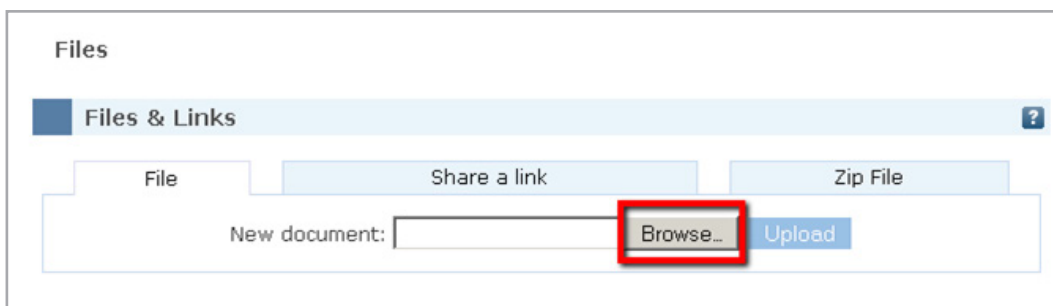 Files
Files & Links ?
File Share a link Zip File
New document: Browse... Upload